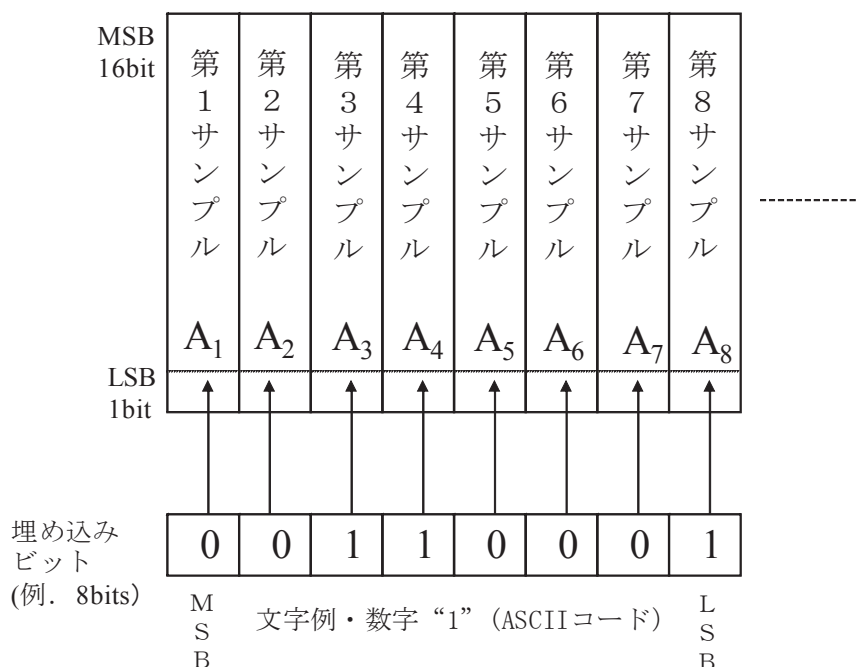 MSB
16bit
第1サンプル
第2サンプル
第3サンプル
第4サンプル
第5サンプル
第6サンプル
第7サンプル
第8サンプル
A1 A2 A3 A4 A5 A6 A7 A8
LSB
1bit
埋め込み
ビット
(例. 8bits)
0 0 1 1 0 0 0 1
MSB
文字例・数字“1”(ASCIIコード)
LSB